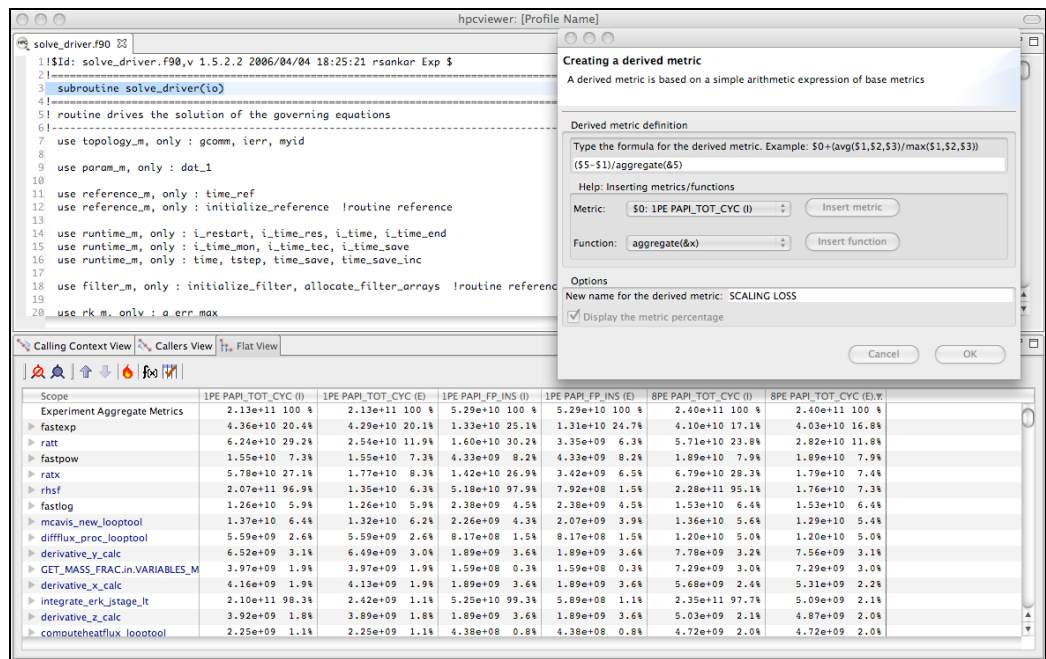 hpcviewer: [Profile Name]
solve_driver.f90
1 !$Id: solve_driver.f90,v 1.5.2.2 2006/04/04 18:25:21 rsankar Exp $
2 !=========================================================================
3 subroutine solve_driver(io)
4 !=========================================================================
5 ! routine drives the solution of the governing equations
6 !-------------------------------------------------------------------------
7 use topology_m, only : gcomm, ierr, myid
8
9 use param_m, only : dat_1
10
11 use reference_m, only : time_ref
12 use reference_m, only : initialize_reference !routine reference
13
14 use runtime_m, only : i_restart, i_time_res, i_time, i_time_end
15 use runtime_m, only : i_time_mon, i_time_tec, i_time_save
16 use runtime_m, only : time, tstep, time_save, time_save_inc
17
18 use filter_m, only : initialize_filter, allocate_filter_arrays !routine referenc
19
20 use rk_m, only : q_err_max
Creating a derived metric
A derived metric is based on a simple arithmetic expression of base metrics
Derived metric definition
Type the formula for the derived metric. Example: $0+(avg($1,$2,$3)/max($1,$2,$3))
($5-$1)/aggregate(&5)
Help: Inserting metrics/functions
Metric: $0: 1PE PAPI_TOT_CYC (I) Insert metric
Function: aggregate(&x) Insert function
Options
New name for the derived metric: SCALING LOSS
Display the metric percentage
Cancel OK
Calling Context View Callers View Flat View
f(x)
Scope 1PE PAPI_TOT_CYC (I) 1PE PAPI_TOT_CYC (E) 1PE PAPI_FP_INS (I) 1PE PAPI_FP_INS (E) 8PE PAPI_TOT_CYC (I) 8PE PAPI_TOT_CYC (E)
Experiment Aggregate Metrics 2.13e+11 100 % 2.13e+11 100 % 5.29e+10 100 % 5.29e+10 100 % 2.40e+11 100 % 2.40e+11 100 %
fastexp 4.36e+10 20.4% 4.29e+10 20.1% 1.33e+10 25.1% 1.31e+10 24.7% 4.10e+10 17.1% 4.03e+10 16.8%
ratt 6.24e+10 29.2% 2.54e+10 11.9% 1.60e+10 30.2% 3.35e+09 6.3% 5.71e+10 23.8% 2.82e+10 11.8%
fastpow 1.55e+10 7.3% 1.55e+10 7.3% 4.33e+09 8.2% 4.33e+09 8.2% 1.89e+10 7.9% 1.89e+10 7.9%
ratx 5.78e+10 27.1% 1.77e+10 8.3% 1.42e+10 26.9% 3.42e+09 6.5% 6.79e+10 28.3% 1.79e+10 7.4%
rhsf 2.07e+11 96.9% 1.35e+10 6.3% 5.18e+10 97.9% 7.92e+08 1.5% 2.28e+11 95.1% 1.76e+10 7.3%
fastlog 1.26e+10 5.9% 1.26e+10 5.9% 2.38e+09 4.5% 2.38e+09 4.5% 1.53e+10 6.4% 1.53e+10 6.4%
mcavis_new_looptool 1.37e+10 6.4% 1.32e+10 6.2% 2.26e+09 4.3% 2.07e+09 3.9% 1.36e+10 5.6% 1.29e+10 5.4%
diffflux_proc_looptool 5.59e+09 2.6% 5.59e+09 2.6% 8.17e+08 1.5% 8.17e+08 1.5% 1.20e+10 5.0% 1.20e+10 5.0%
derivative_y_calc 6.52e+09 3.1% 6.49e+09 3.0% 1.89e+09 3.6% 1.89e+09 3.6% 7.78e+09 3.2% 7.56e+09 3.1%
GET_MASS_FRAC.in.VARIABLES_M 3.97e+09 1.9% 3.97e+09 1.9% 1.59e+08 0.3% 1.59e+08 0.3% 7.29e+09 3.0% 7.29e+09 3.0%
derivative_x_calc 4.16e+09 1.9% 4.13e+09 1.9% 1.89e+09 3.6% 1.89e+09 3.6% 5.68e+09 2.4% 5.31e+09 2.2%
integrate_erk_jstage_lt 2.10e+11 98.3% 2.42e+09 1.1% 5.25e+10 99.3% 5.89e+08 1.1% 2.35e+11 97.7% 5.09e+09 2.1%
derivative_z_calc 3.92e+09 1.8% 3.89e+09 1.8% 1.89e+09 3.6% 1.89e+09 3.6% 5.03e+09 2.1% 4.87e+09 2.0%
computeheatflux_looptool 2.25e+09 1.1% 2.25e+09 1.1% 4.38e+08 0.8% 4.38e+08 0.8% 4.72e+09 2.0% 4.72e+09 2.0%